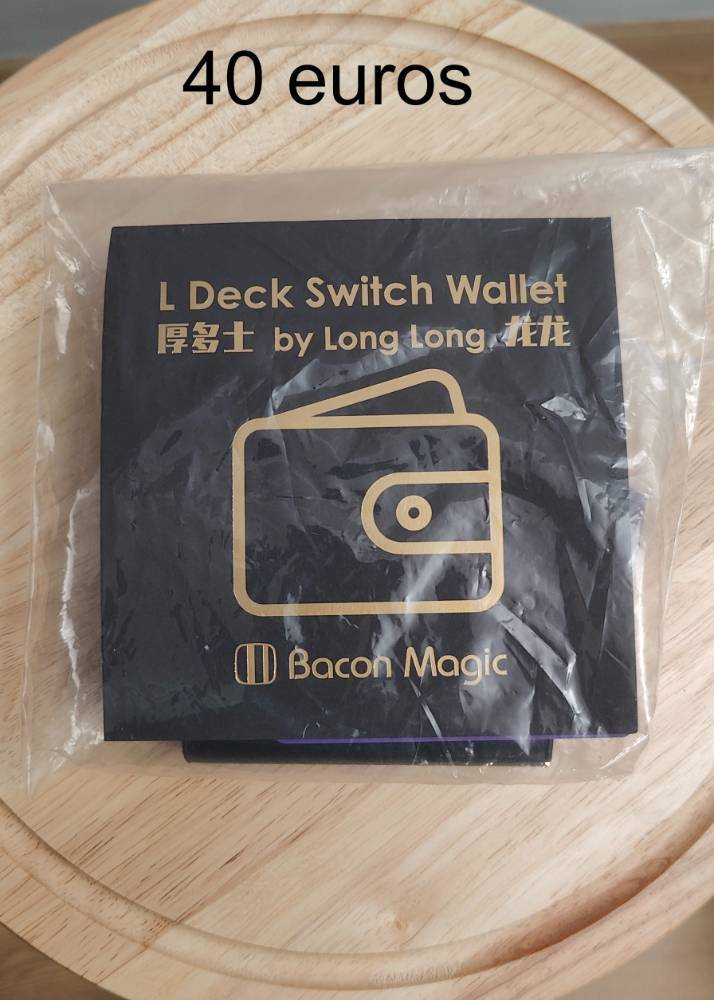 40 euros
L Deck Switch Wallet
厚多士 by Long Long 龙龙
Bacon Magic